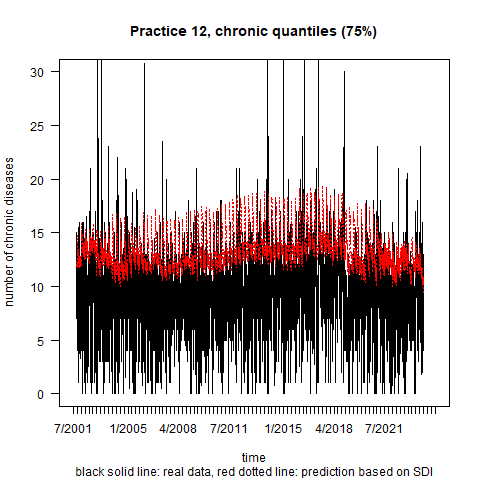 Practice 12, chronic quantiles (75%)
number of chronic diseases
30
25
20
15
10
5
0
7/2001 1/2005 4/2008 7/2011 1/2015 4/2018 7/2021
time
black solid line: real data, red dotted line: prediction based on SDI